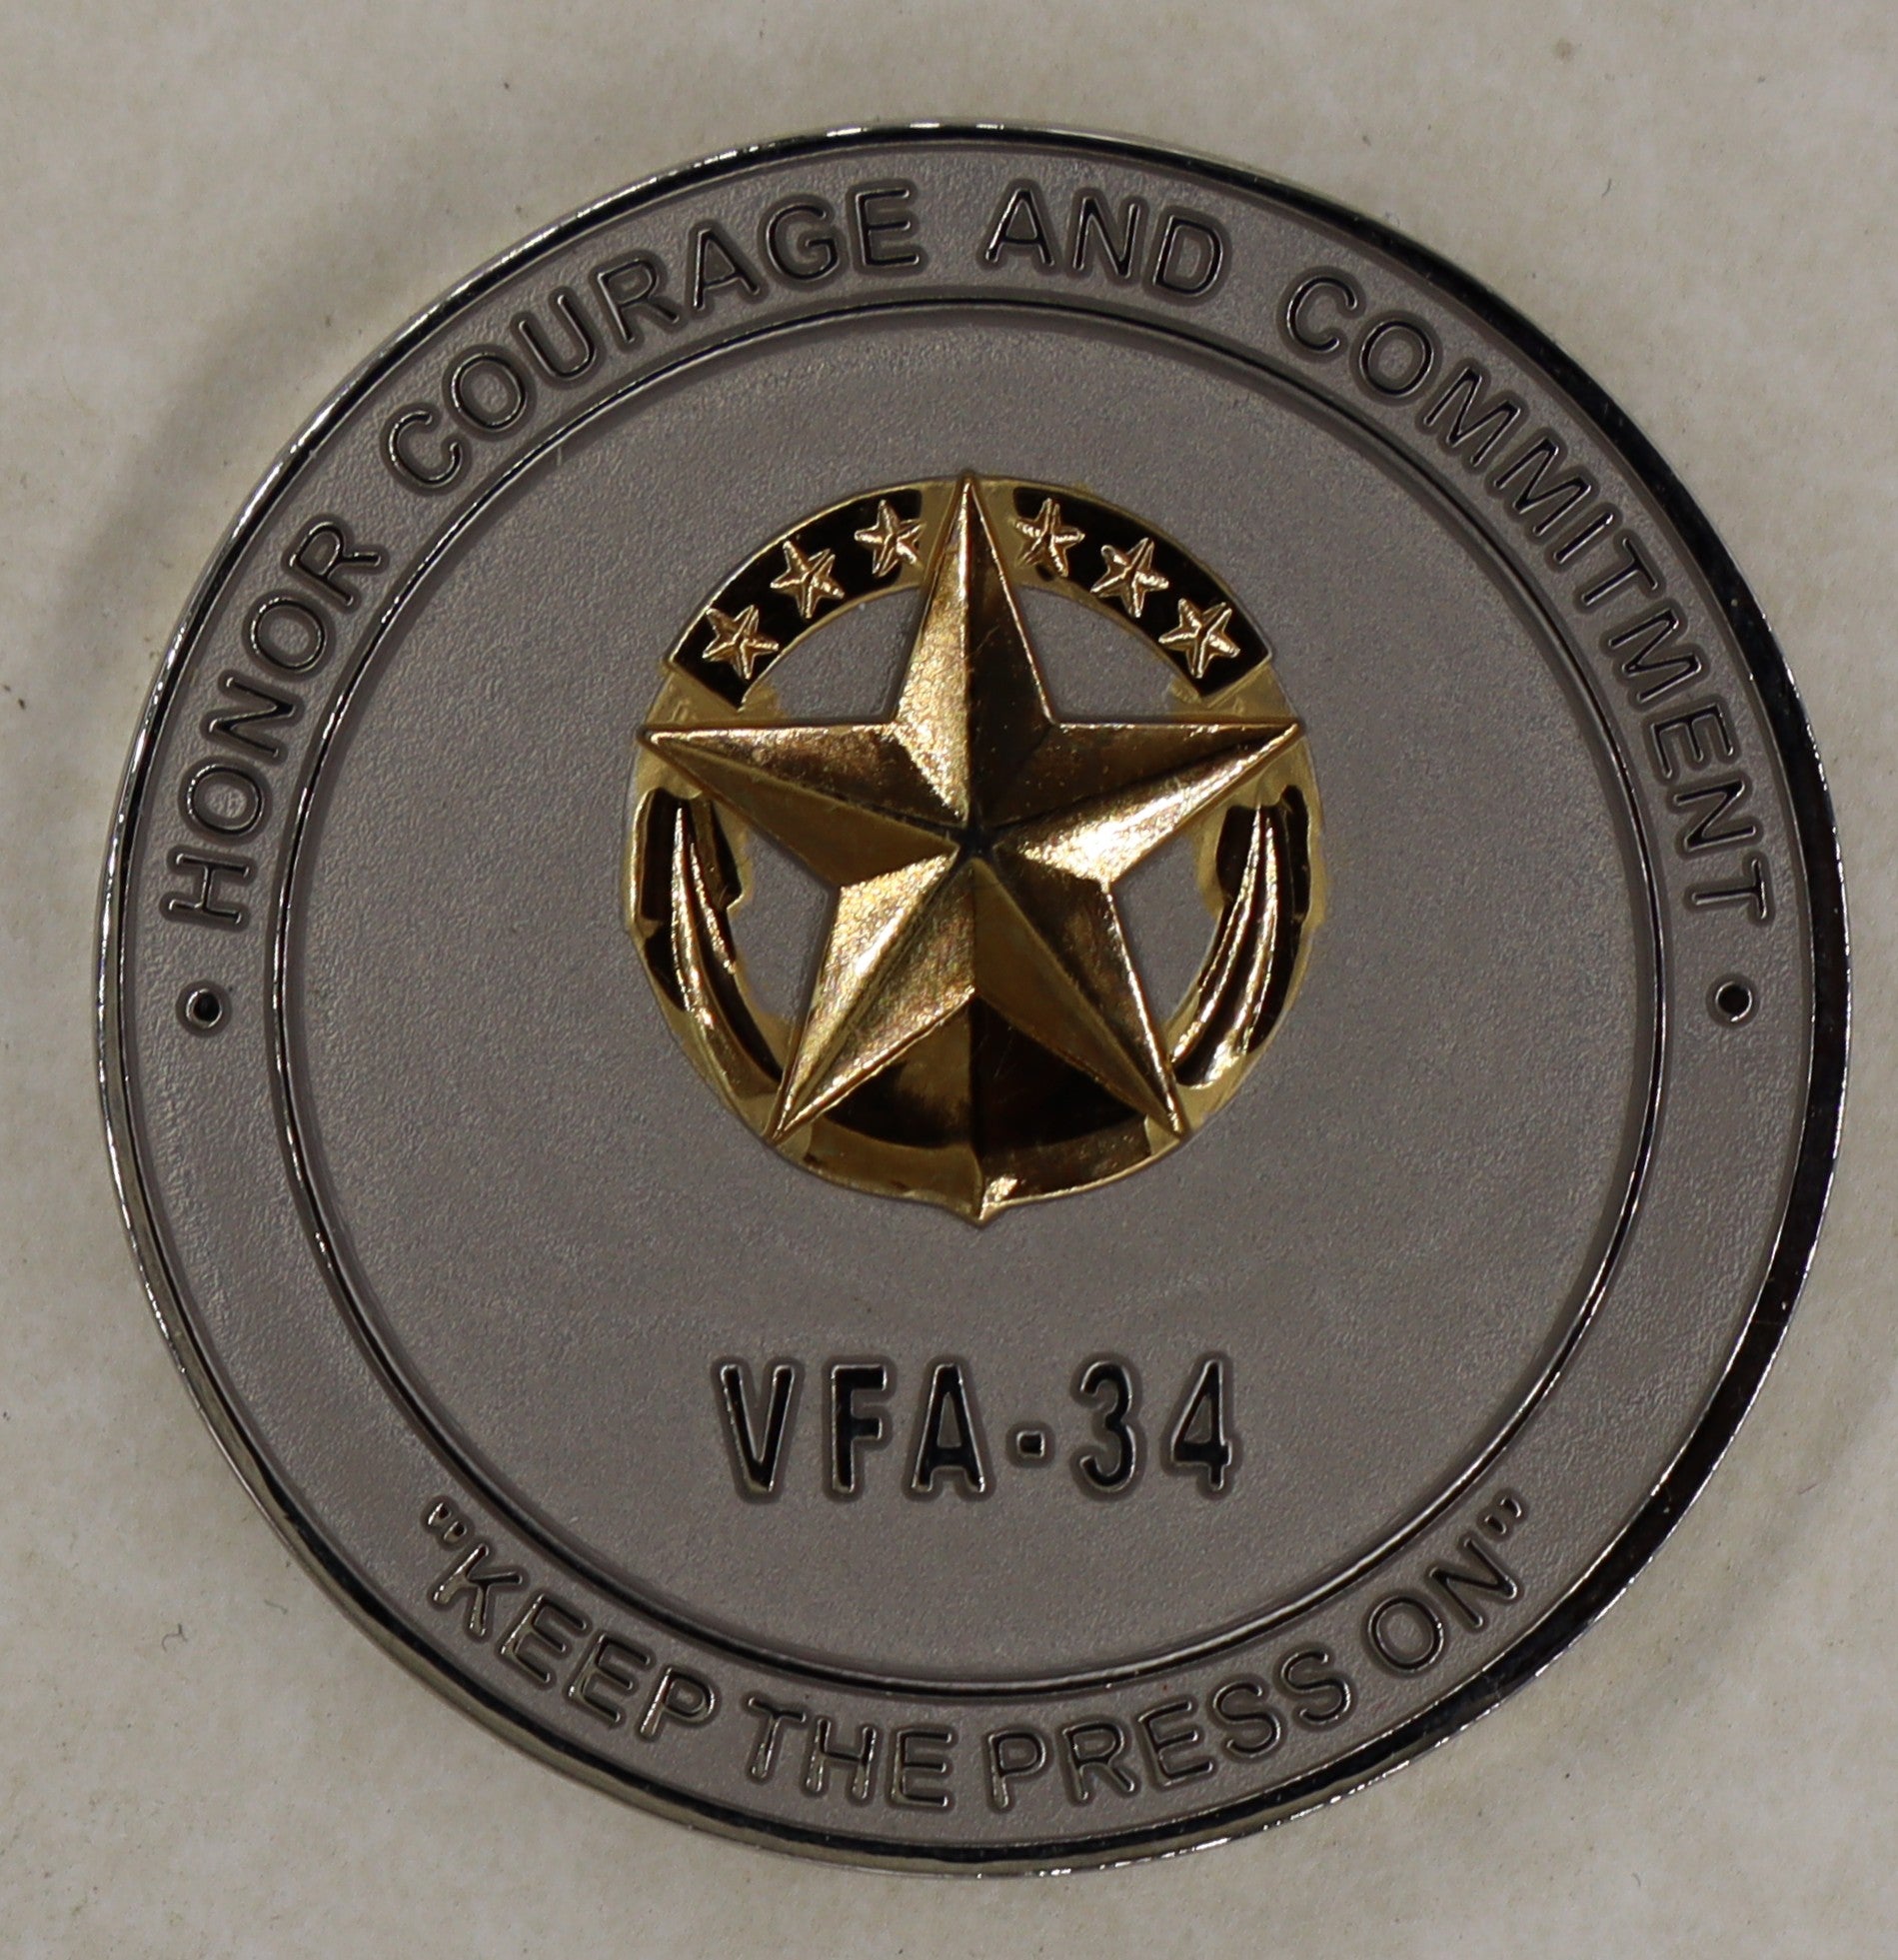 HONOR COURAGE AND COMMITMENT
VFA-34
"KEEP THE PRESS ON"